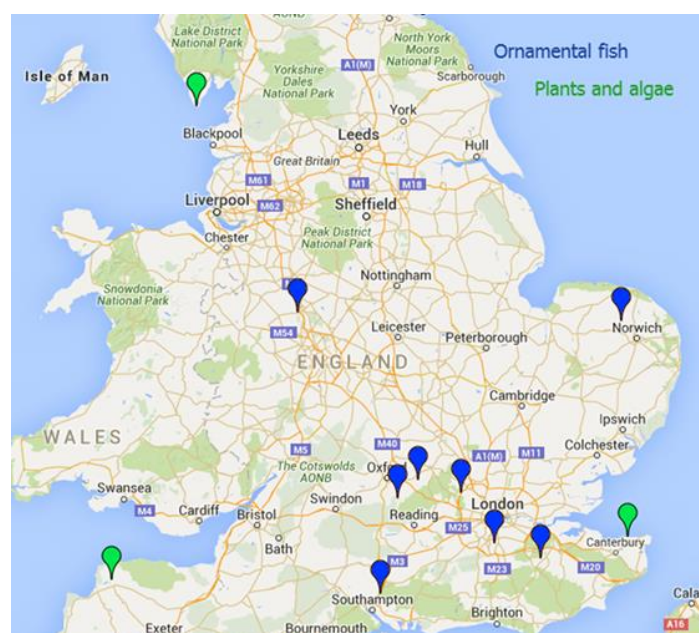 AONB
Lake District
National Park
North York
Moors
National Park
Ornamental fish
Isle of Man
Yorkshire
Dales
National Park
A1(M)
Scarborough
Plants and algae
York
Blackpool
Leeds
Hull
Great Britain
M61
M1
M18
Liverpool
M62
Sheffield
Chester
Peak District
National Park
Snowdonia
National Park
Nottingham
M54
Leicester
Peterborough
Norwich
ENGLAND
Cambridge
WALES
M5
M40
Ipswich
The Cotswolds
AONB
A1(M)
M11
Colchester
Swansea
M4
Cardiff
Swindon
London
Bristol
Reading
M25
Canterbury
Bath
M3
M23
M20
Southampton
Brighton
Exeter
Bournemouth
A16